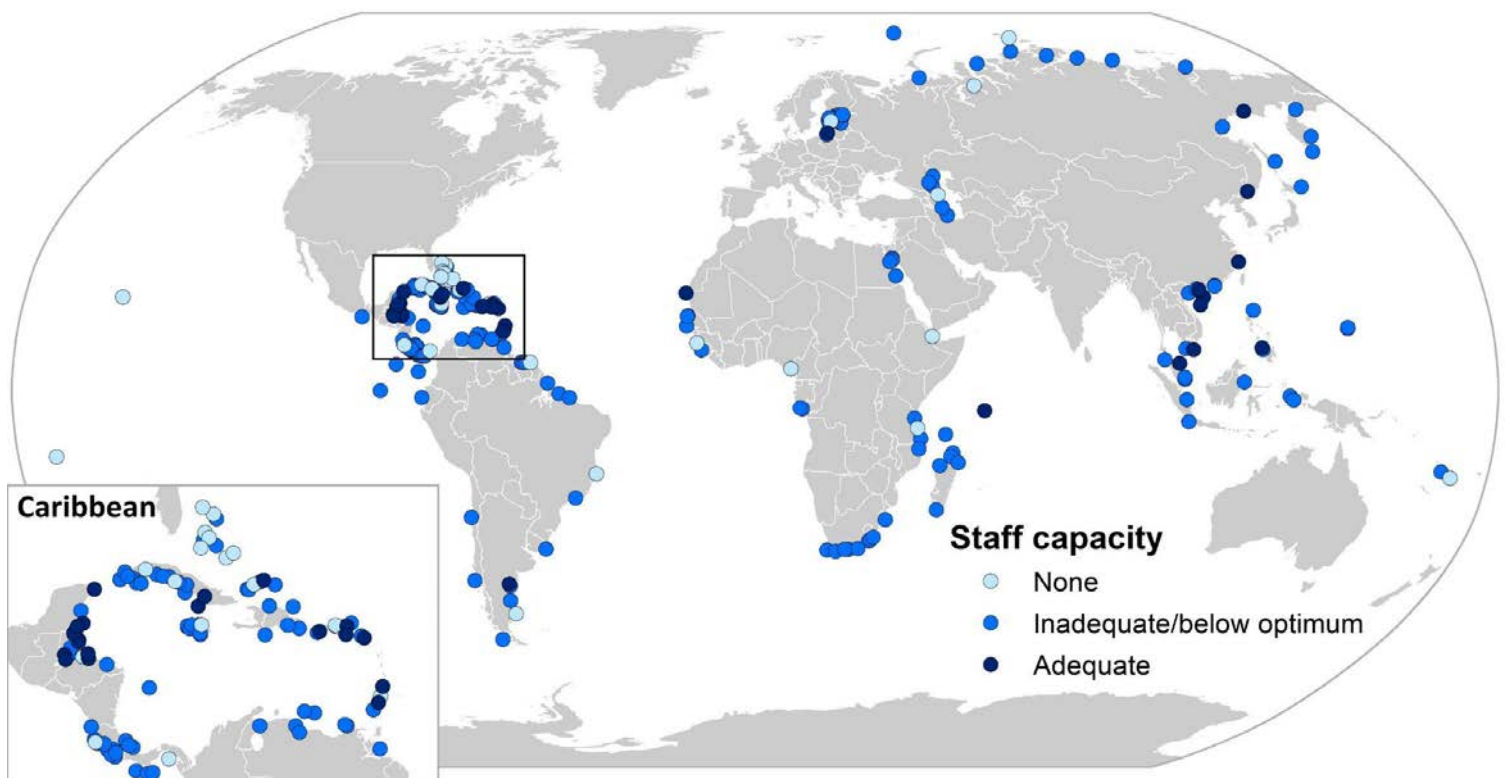 Caribbean
Staff capacity
None
Inadequate/below optimum
Adequate